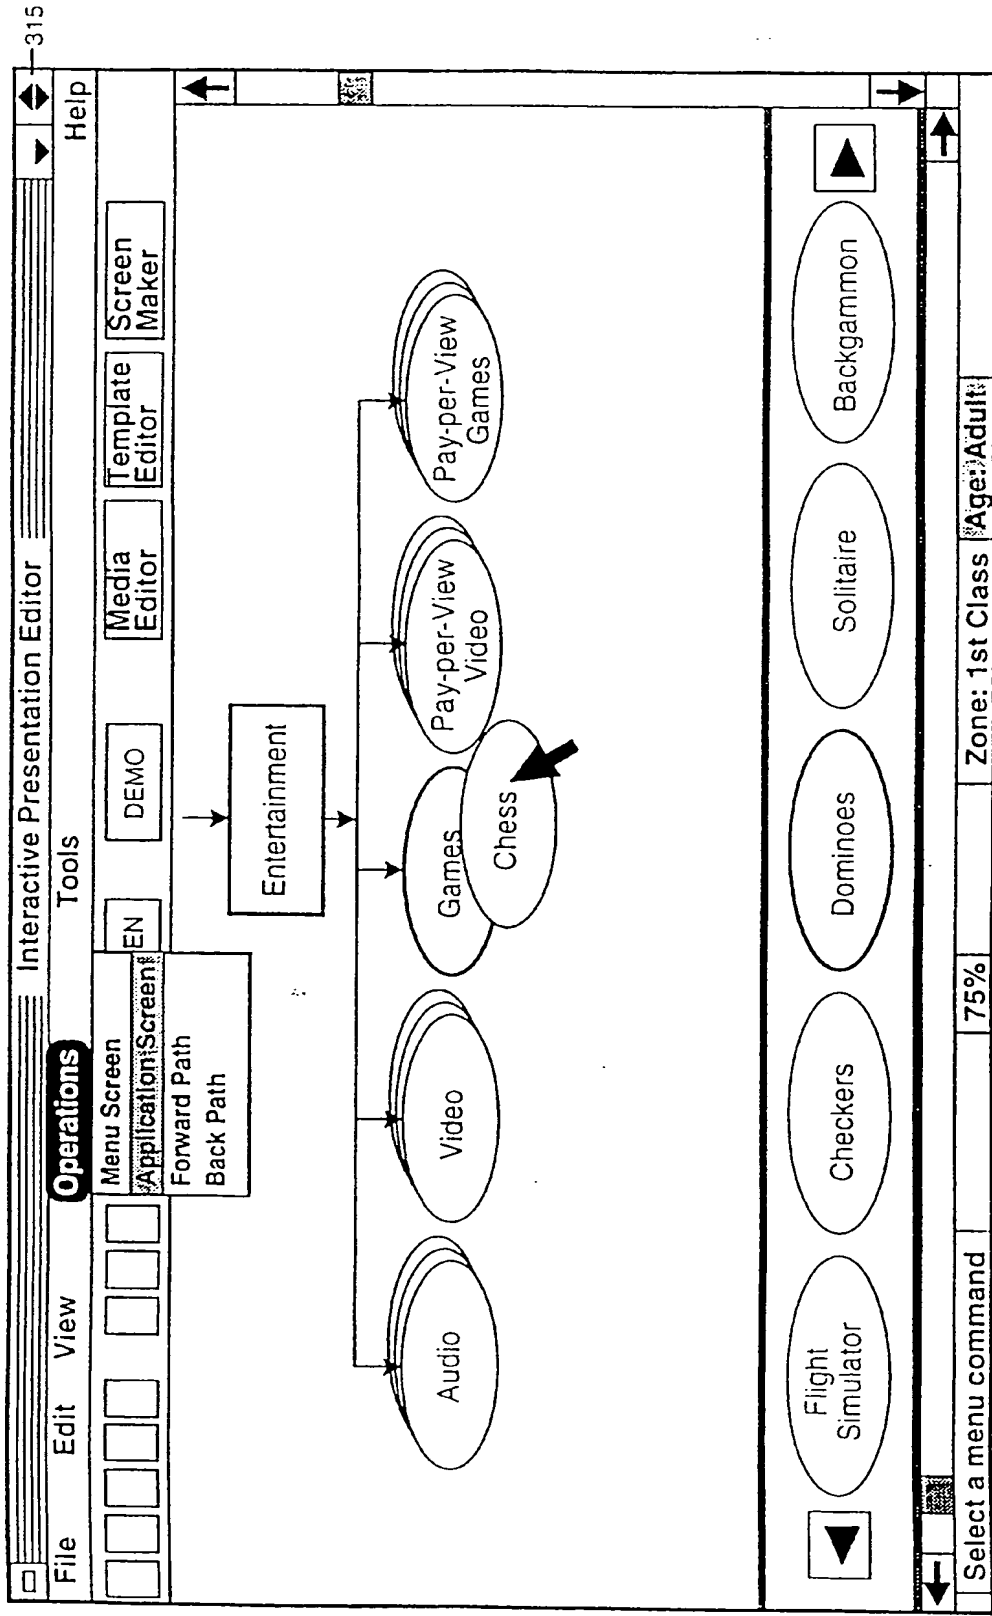 315
Interactive Presentation Editor
File Edit View Operations Tools Help
EN DEMO Media Editor Template Editor Screen Maker
Menu Screen
Application Screen
Forward Path
Back Path
Entertainment
Audio
Video
Games
Pay-per-View
Video
Pay-per-View
Games
Chess
Flight
Simulator
Checkers
Dominoes
Solitaire
Backgammon
Select a menu command 75% Zone: 1st Class Age: Adult